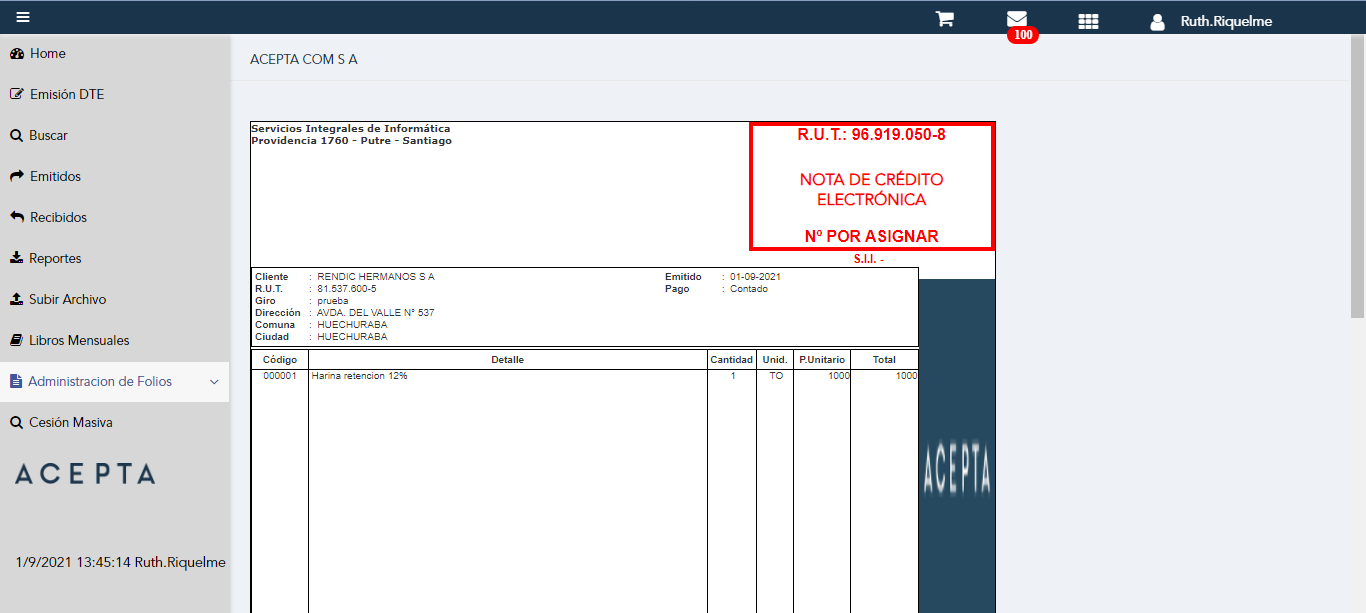 Ruth.Riquelme
100
Home
Emisión DTE
Buscar
Emitidos
Recibidos
Reportes
Subir Archivo
Libros Mensuales
Administracion de Folios
Cesión Masiva
ACEPTA
1/9/2021 13:45:14 Ruth.Riquelme
ACEPTA COM S A
Servicios Integrales de Informática
Providencia 1760 - Putre - Santiago
R.U.T.: 96.919.050-8
NOTA DE CRÉDITO
ELECTRÓNICA
Nº POR ASIGNAR
S.I.I. -
Cliente : RENDIC HERMANOS S A Emitido : 01-09-2021
R.U.T. : 81.537.600-5 Pago : Contado
Giro : prueba
Dirección : AVDA. DEL VALLE N° 537
Comuna : HUECHURABA
Ciudad : HUECHURABA
Código Detalle Cantidad Unid. P.Unitario Total
000001 Harina retencion 12% 1 TO 1000 1000
ACEPTA